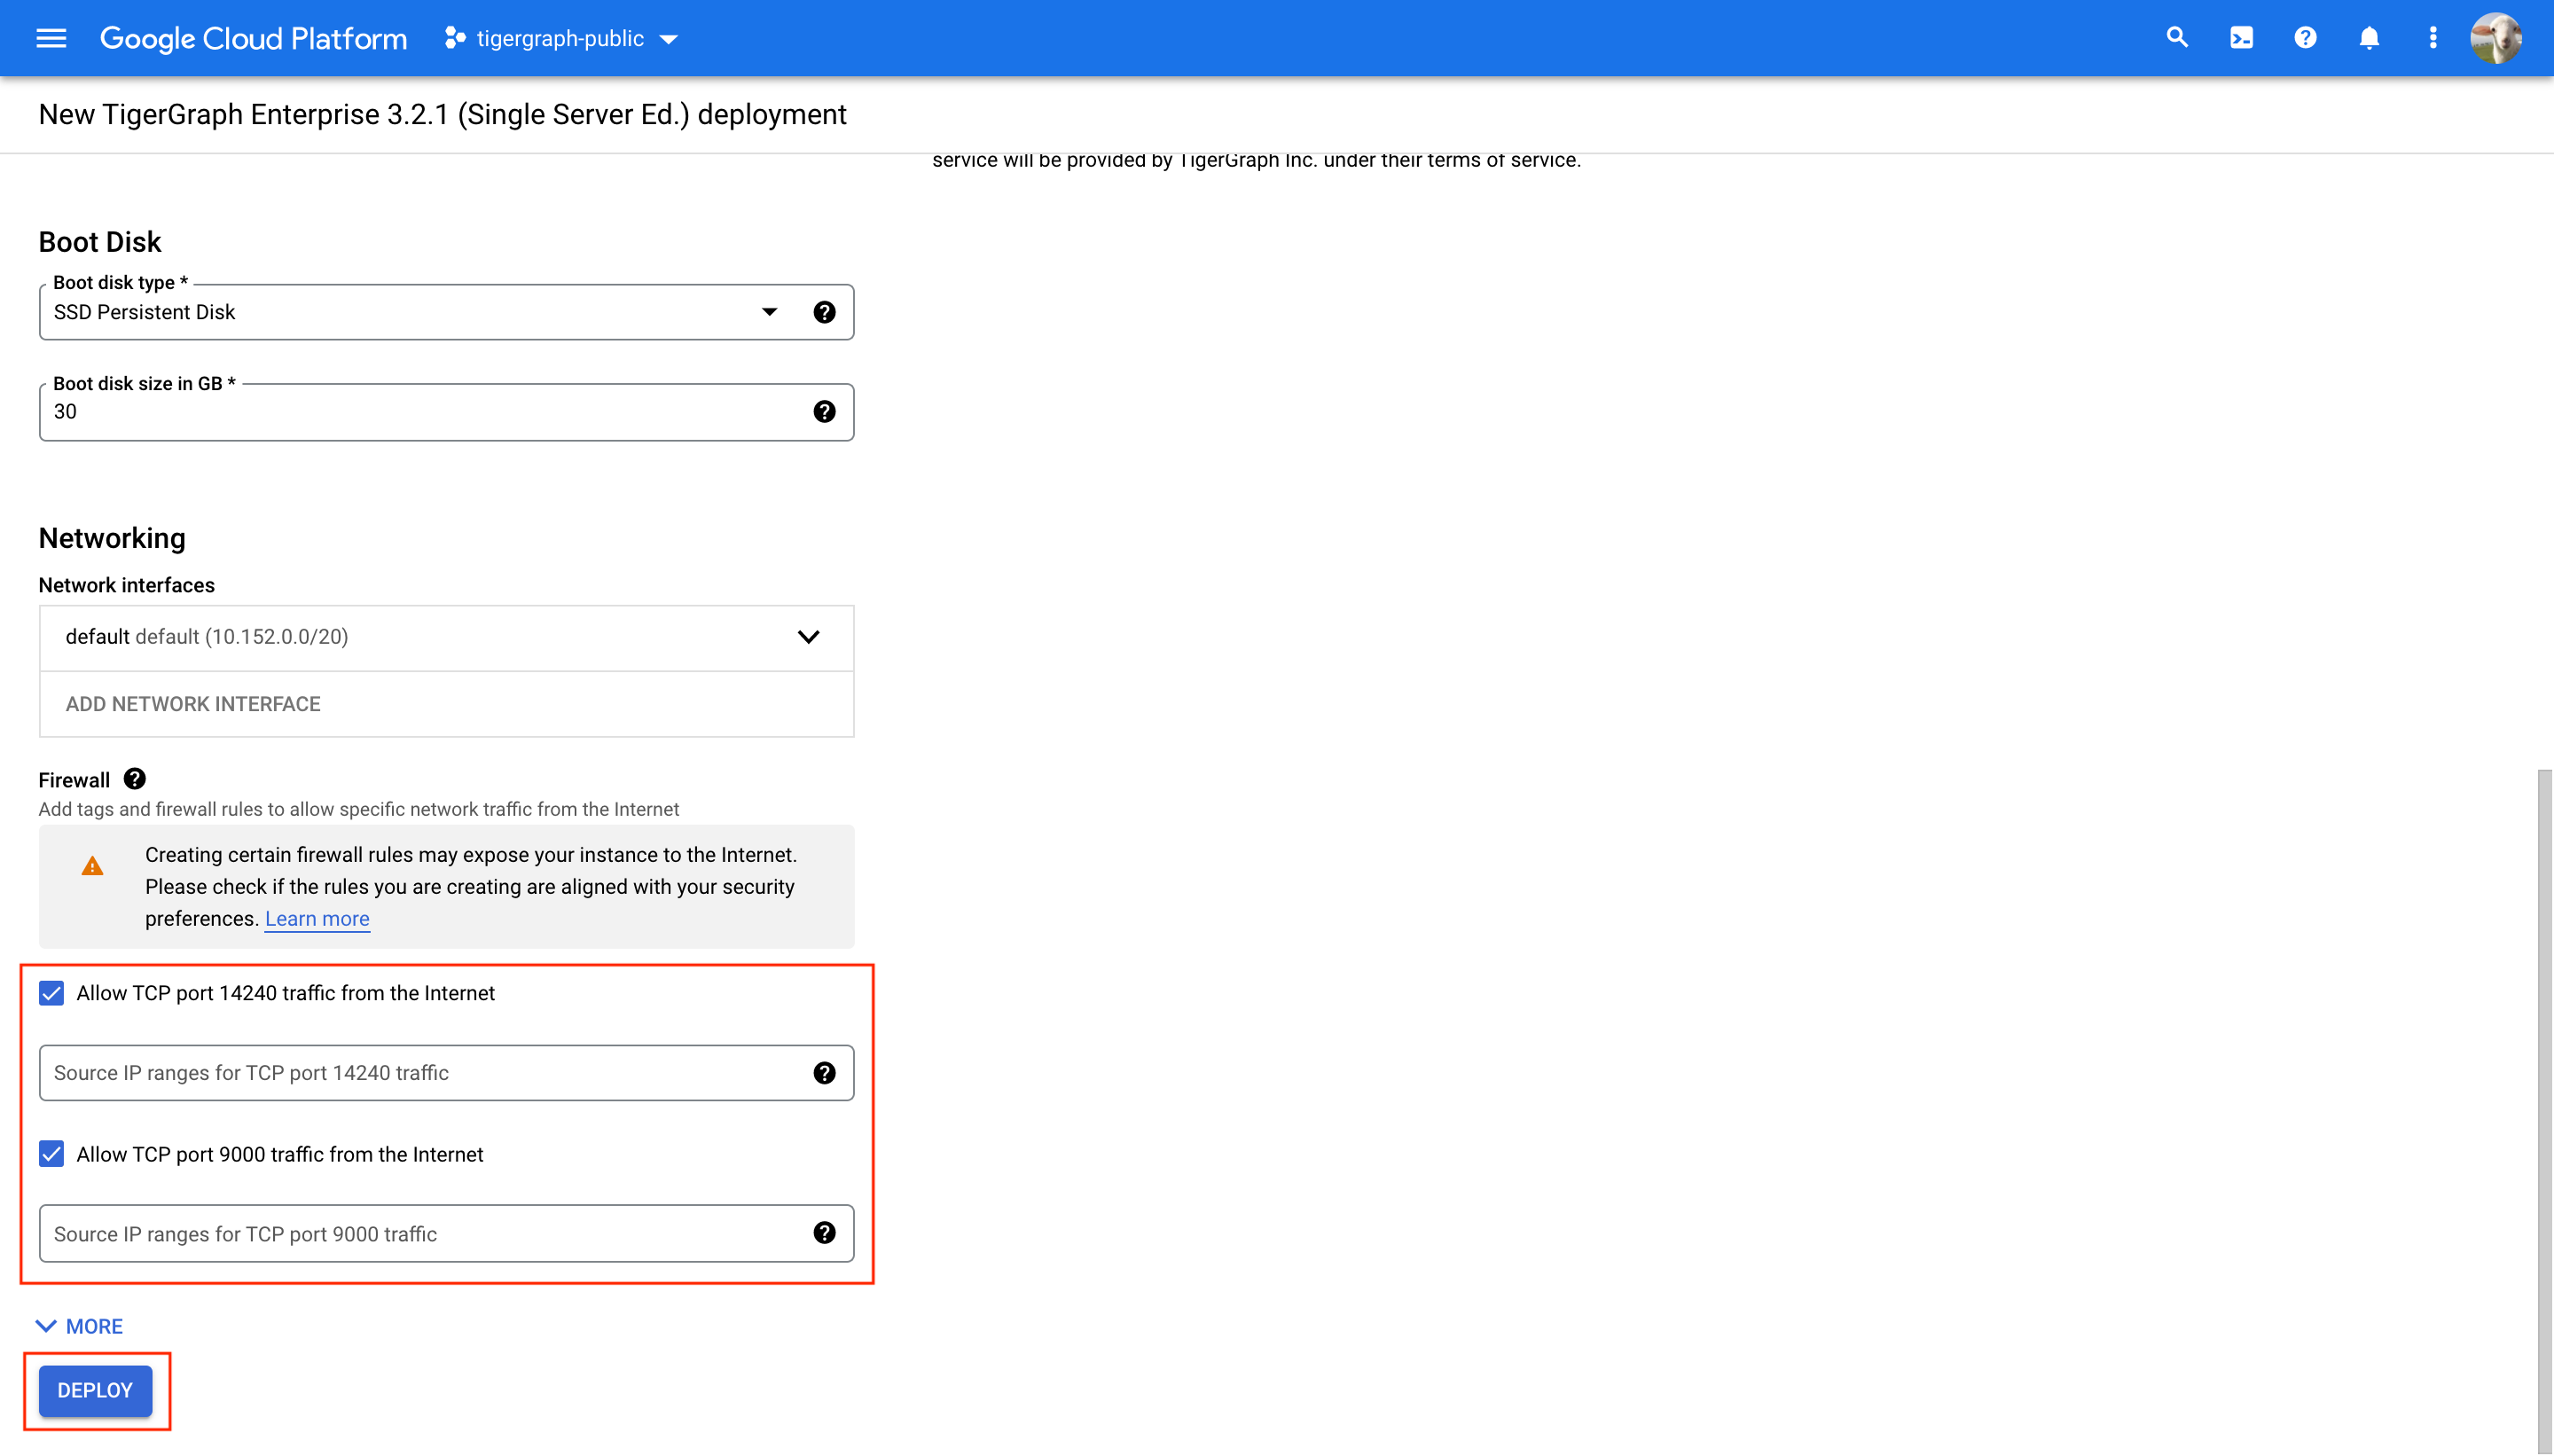 Google Cloud Platform
tigergraph-public
New TigerGraph Enterprise 3.2.1 (Single Server Ed.) deployment
service will be provided by TigerGraph Inc. under their terms of service.
Boot Disk
Boot disk type *
SSD Persistent Disk
Boot disk size in GB *
30
Networking
Network interfaces
default default (10.152.0.0/20)
ADD NETWORK INTERFACE
Firewall
Add tags and firewall rules to allow specific network traffic from the Internet
Creating certain firewall rules may expose your instance to the Internet.
Please check if the rules you are creating are aligned with your security
preferences. Learn more
Allow TCP port 14240 traffic from the Internet
Source IP ranges for TCP port 14240 traffic
Allow TCP port 9000 traffic from the Internet
Source IP ranges for TCP port 9000 traffic
MORE
DEPLOY